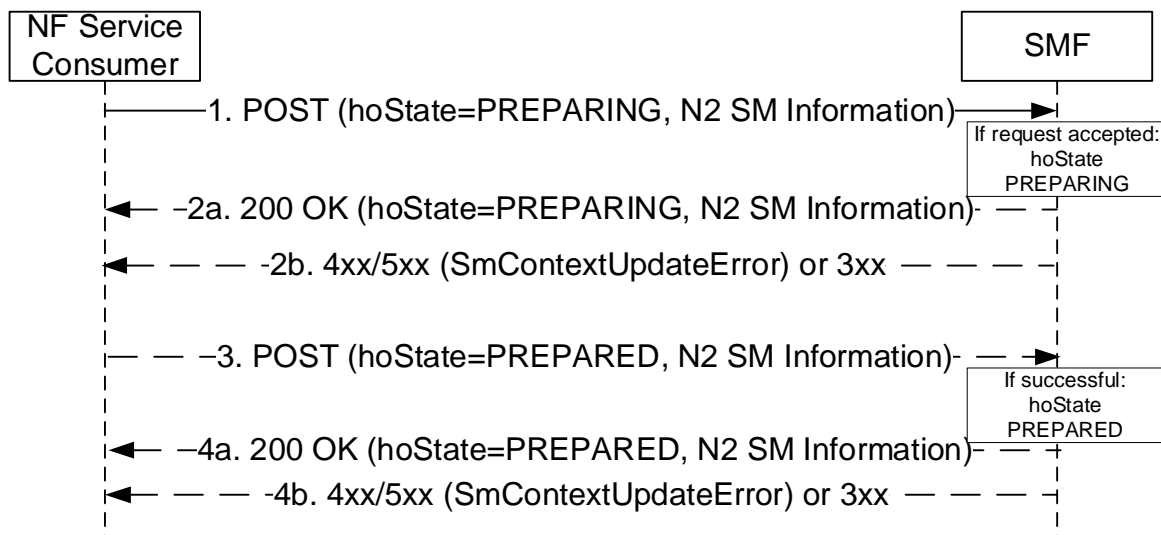 NF Service
Consumer
SMF
1. POST (hoState=PREPARING, N2 SM Information)
If request accepted:
hoState
PREPARING
2a. 200 OK (hoState=PREPARING, N2 SM Information)
2b. 4xx/5xx (SmContextUpdateError) or 3xx
3. POST (hoState=PREPARED, N2 SM Information)
If successful:
hoState
PREPARED
4a. 200 OK (hoState=PREPARED, N2 SM Information)
4b. 4xx/5xx (SmContextUpdateError) or 3xx